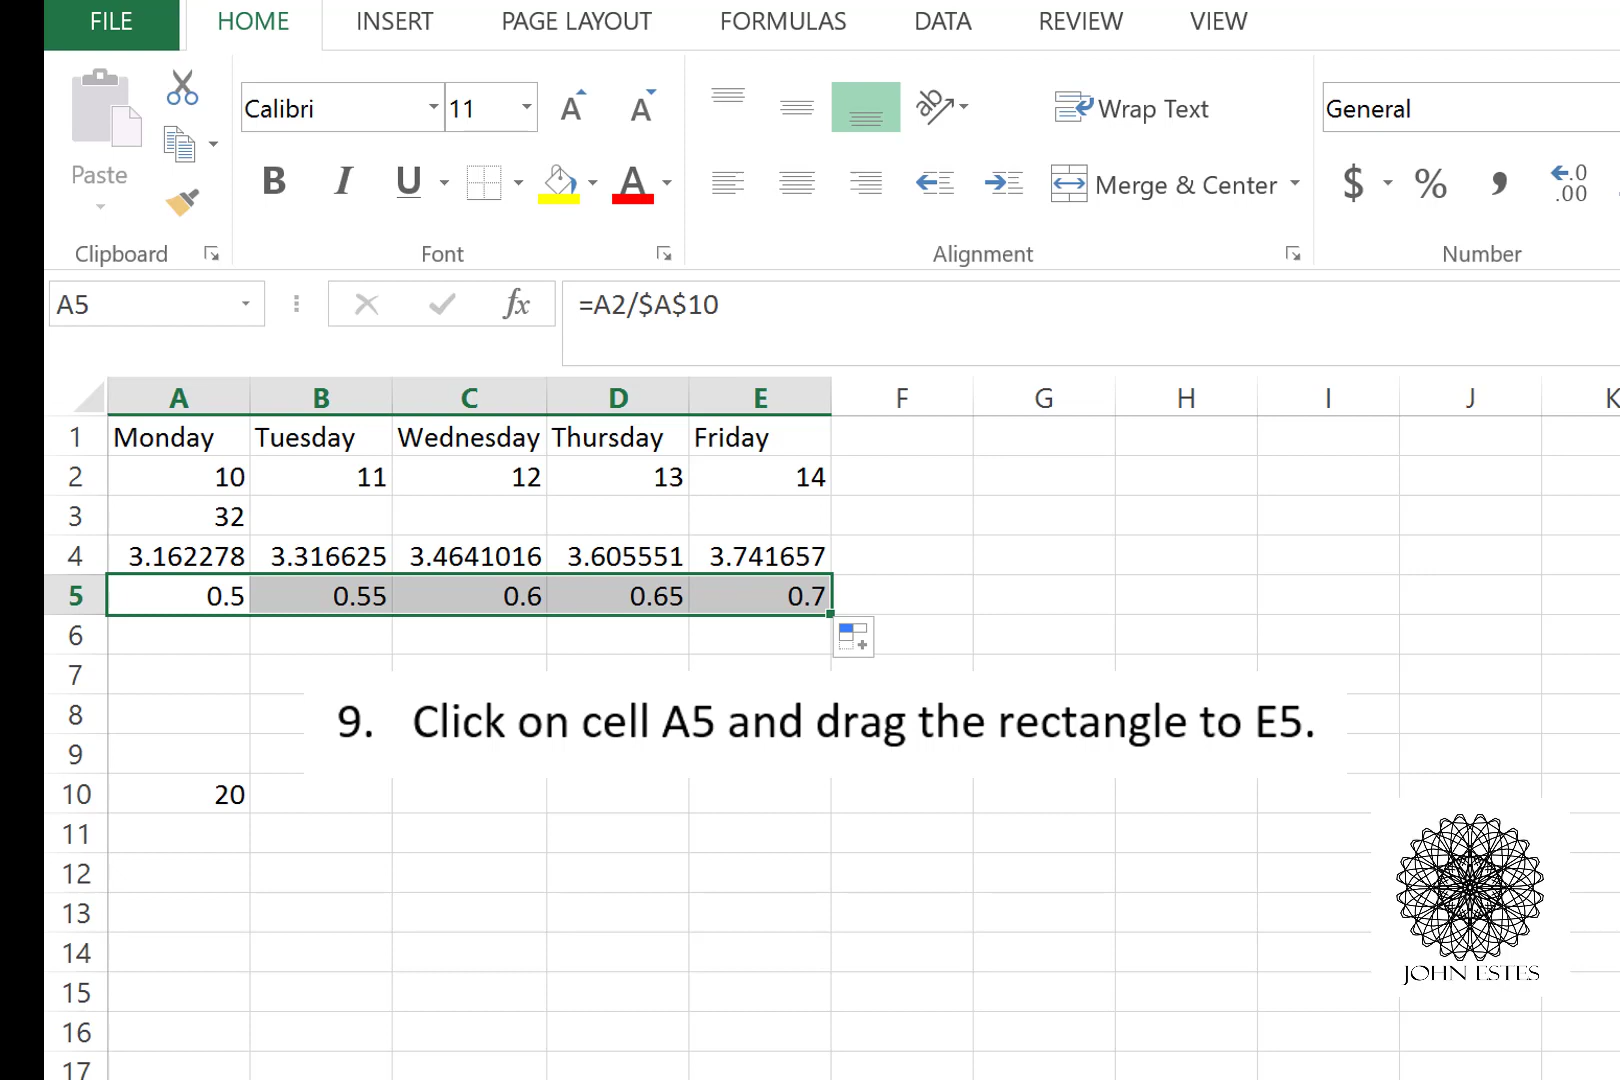 FILE HOME INSERT PAGE LAYOUT FORMULAS DATA REVIEW VIEW
Calibri 11 A A ab Wrap Text General
Paste B I U A Merge & Center $ % , .0 .00
Clipboard Font Alignment Number
A5 fx =A2/$A$10
A B C D E F G H I J K
1 Monday Tuesday Wednesday Thursday Friday
2 10 11 12 13 14
3 32
4 3.162278 3.316625 3.4641016 3.605551 3.741657
5 0.5 0.55 0.6 0.65 0.7
6
7
8
9. Click on cell A5 and drag the rectangle to E5.
9
10 20
11
12
13
14
JOHN ESTES
15
16
17